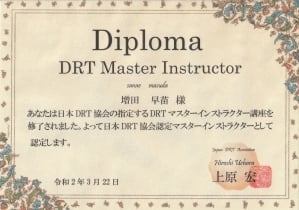 Diploma
DRT Master Instructor
sanae masuda
増田 早苗 様
あなたは日本DRT協会の指定するDRTマスターインストラクター講座を
修了されました。よって日本DRT協会認定マスターインストラクターとして
認定します。
Japan DRT Association
Hiroshi Uehara
上原 宏
令和2年3月22日